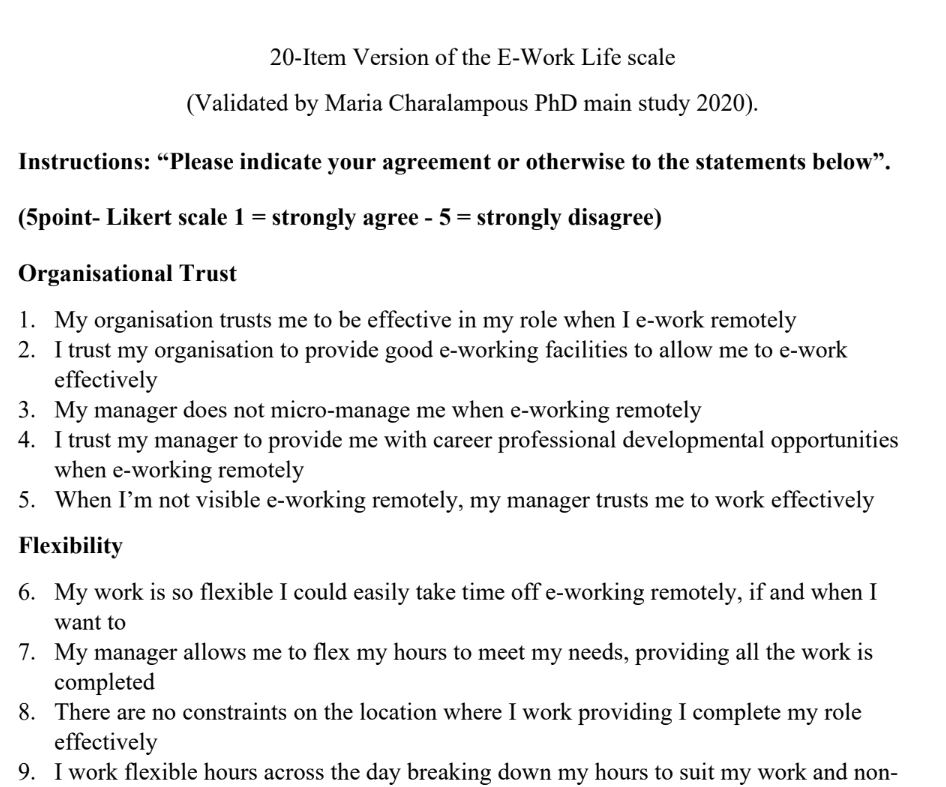 20-Item Version of the E-Work Life scale
(Validated by Maria Charalampous PhD main study 2020).
Instructions: “Please indicate your agreement or otherwise to the statements below”.
(5point- Likert scale 1 = strongly agree - 5 = strongly disagree)
Organisational Trust
1. My organisation trusts me to be effective in my role when I e-work remotely
2. I trust my organisation to provide good e-working facilities to allow me to e-work
effectively
3. My manager does not micro-manage me when e-working remotely
4. I trust my manager to provide me with career professional developmental opportunities
when e-working remotely
5. When I’m not visible e-working remotely, my manager trusts me to work effectively
Flexibility
6. My work is so flexible I could easily take time off e-working remotely, if and when I
want to
7. My manager allows me to flex my hours to meet my needs, providing all the work is
completed
8. There are no constraints on the location where I work providing I complete my role
effectively
9. I work flexible hours across the day breaking down my hours to suit my work and non-